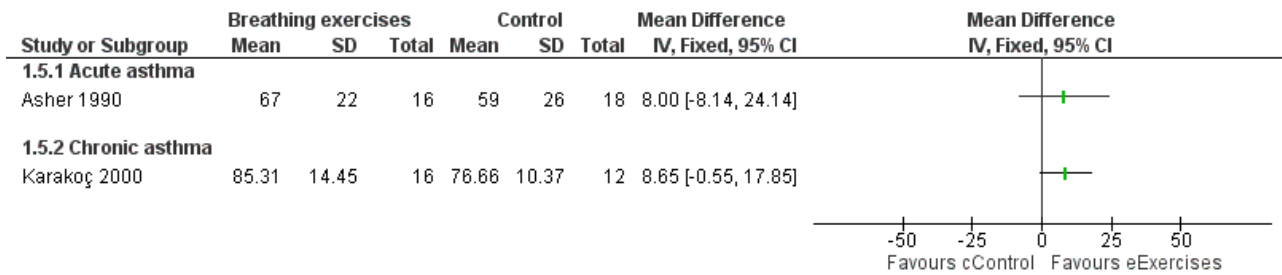 Breathing exercises Control Mean Difference Mean Difference
Study or Subgroup Mean SD Total Mean SD Total IV, Fixed, 95% CI IV, Fixed, 95% CI
1.5.1 Acute asthma
Asher 1990 67 22 16 59 26 18 8.00 [-8.14, 24.14]
1.5.2 Chronic asthma
Karakoç 2000 85.31 14.45 16 76.66 10.37 12 8.65 [-0.55, 17.85]
-50 -25 0 25 50
Favours cControl Favours eExercises